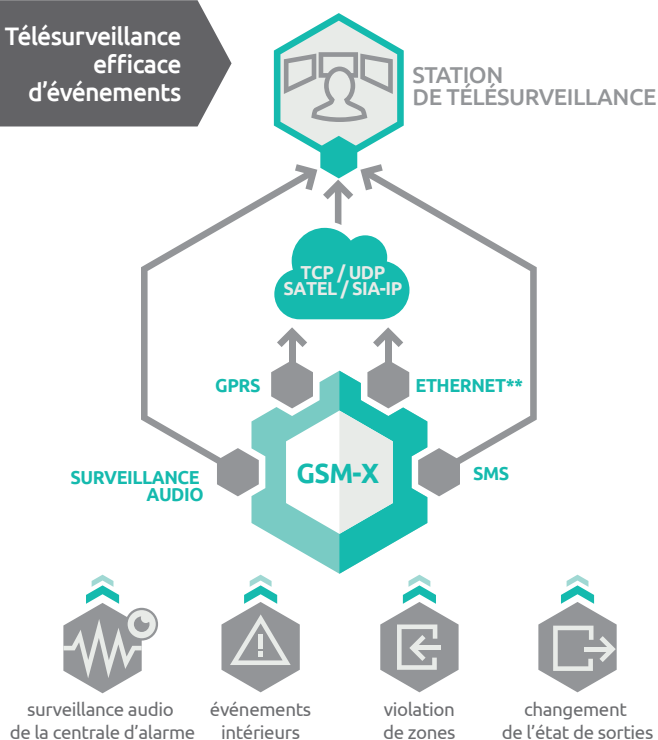 Télésurveillance
efficace
d'événements
STATION
DE TÉLÉSURVEILLANCE
TCP / UDP
SATEL / SIA-IP
GPRS
ETHERNET**
GSM-X
SURVEILLANCE
AUDIO
SMS
surveillance audio
de la centrale d'alarme
événements
intérieurs
violation
de zones
changement
de l'état de sorties